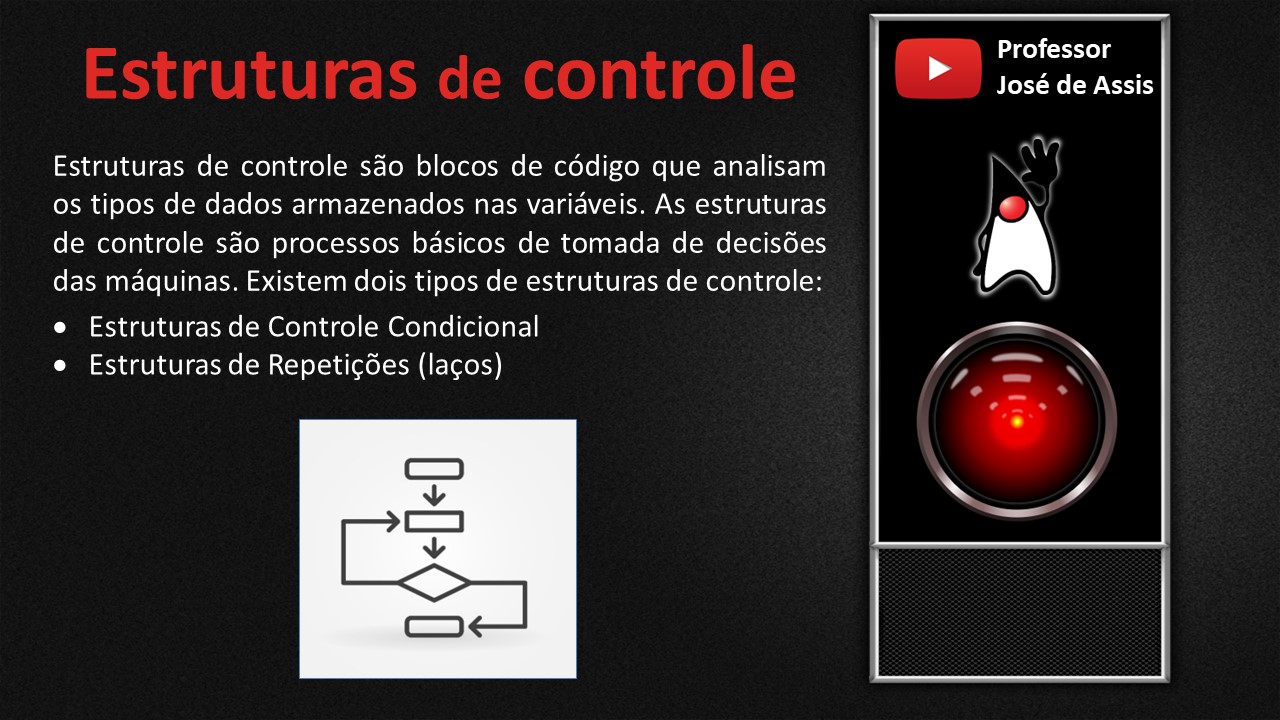 Estruturas de controle
Estruturas de controle são blocos de código que analisam
os tipos de dados armazenados nas variáveis. As estruturas
de controle são processos básicos de tomada de decisões
das máquinas. Existem dois tipos de estruturas de controle:
• Estruturas de Controle Condicional
• Estruturas de Repetições (laços)
Professor
José de Assis